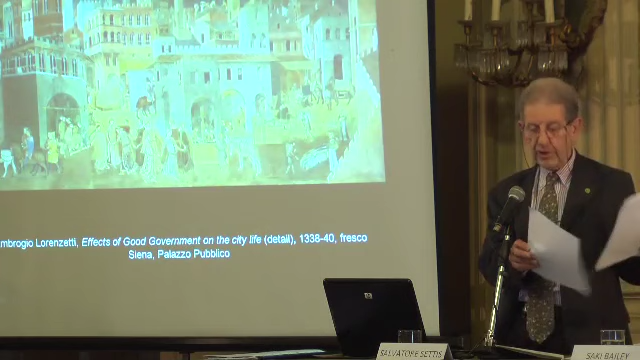 mbrogio Lorenzetti, Effects of Good Government on the city life (detail), 1338-40, fresco
Siena, Palazzo Pubblico
hp
SALVATORE SETTIS
SAKI BAILEY